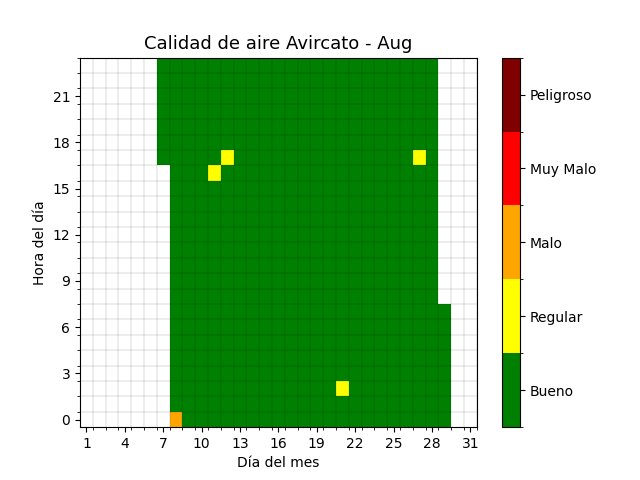 Calidad de aire Avircato - Aug
Hora del día
21
18
15
12
9
6
3
0
1 4 7 10 13 16 19 22 25 28 31
Día del mes
Peligroso
Muy Malo
Malo
Regular
Bueno